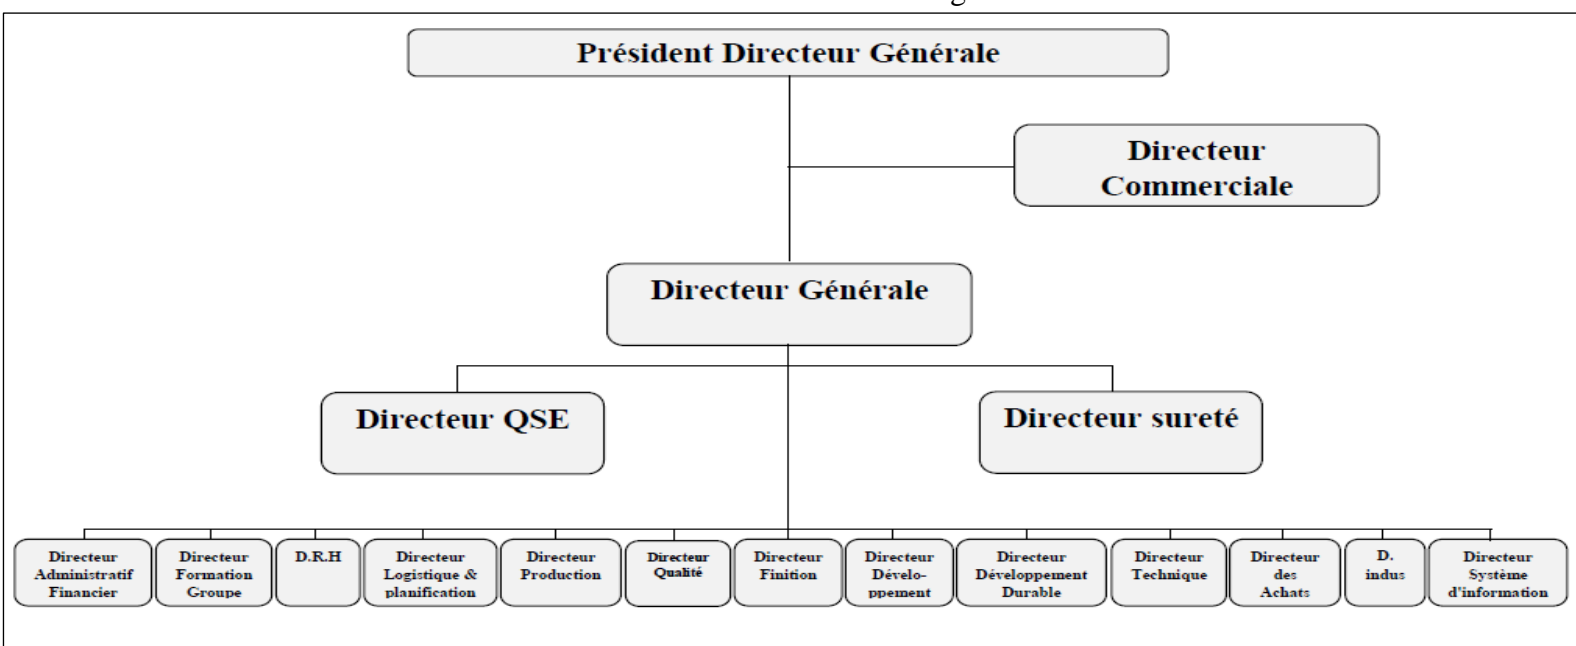 Président Directeur Générale
Directeur
Commerciale
Directeur Générale
Directeur QSE
Directeur sureté
Directeur
Administratif
Financier
Directeur
Formation
Groupe
D.R.H
Directeur
Logistique &
planification
Directeur
Production
Directeur
Qualité
Directeur
Finition
Directeur
Dévelo-
ppement
Directeur
Développement
Durable
Directeur
Technique
Directeur
des
Achats
D.
indus
Directeur
Système
d'information